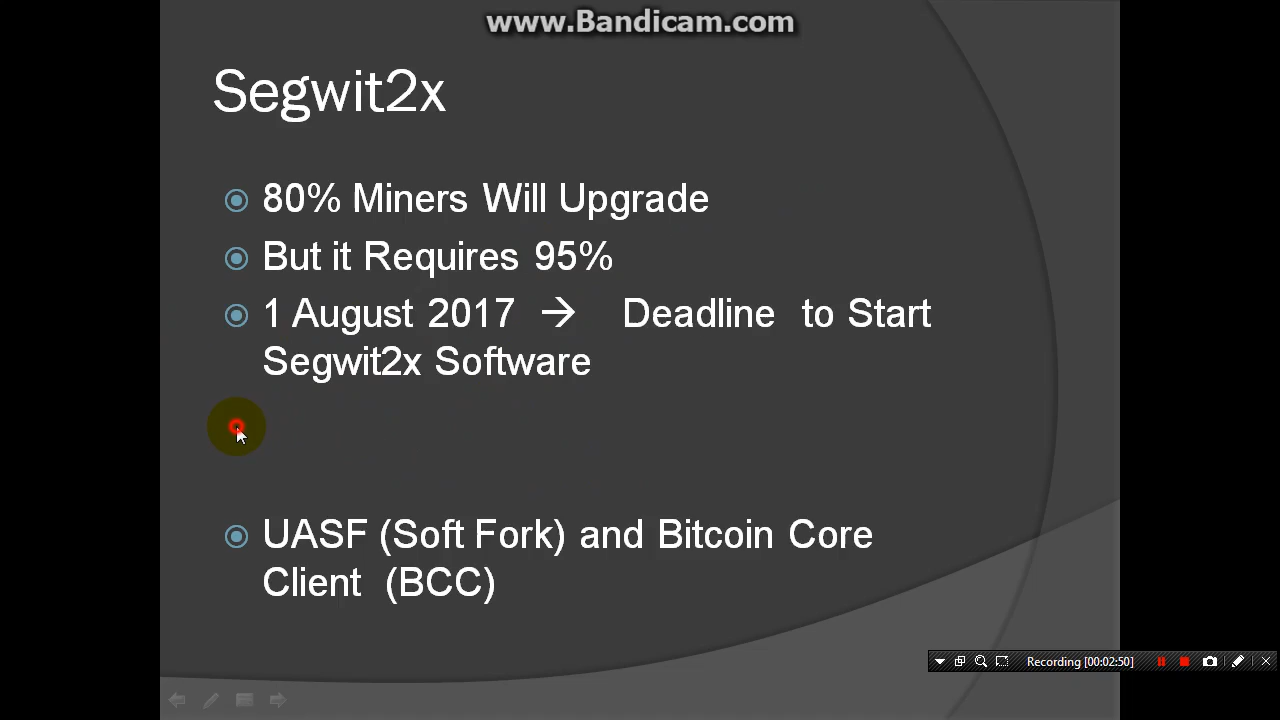 www.Bandicam.com
Segwit2x
80% Miners Will Upgrade
But it Requires 95%
1 August 2017 → Deadline to Start
Segwit2x Software
UASF (Soft Fork) and Bitcoin Core
Client (BCC)
Recording [00:02:50]